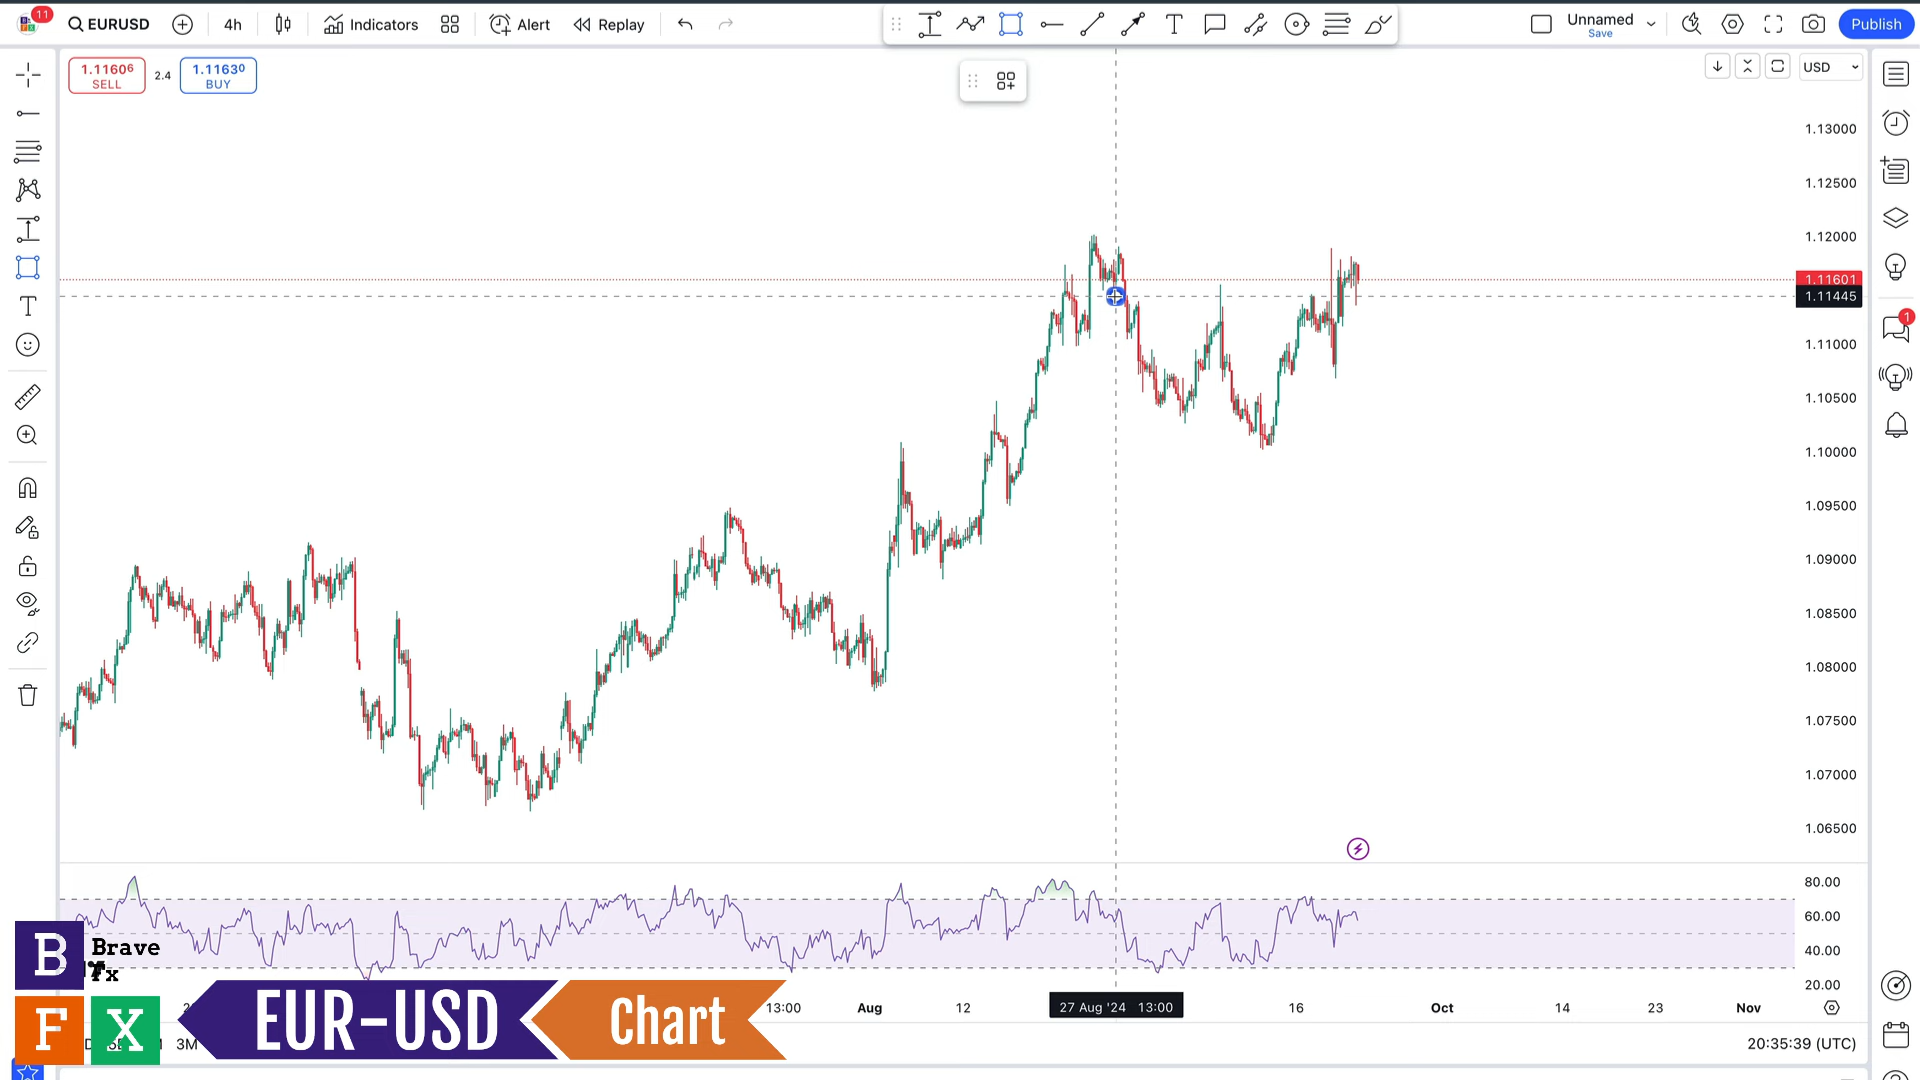 11
EURUSD
4h
Indicators
Alert
Replay
Unnamed
Save
Publish
1.11606
SELL
2.4
1.11630
BUY
USD
1.13000
1.12500
1.12000
1.11601
1.11445
1.11000
1.10500
1.10000
1.09500
1.09000
1.08500
1.08000
1.07500
1.07000
1.06500
1
80.00
60.00
40.00
20.00
13:00
Aug
12
27 Aug '24 13:00
16
Oct
14
23
Nov
3M
20:35:39 (UTC)
B
Brave
Fx
F X
EUR-USD
Chart